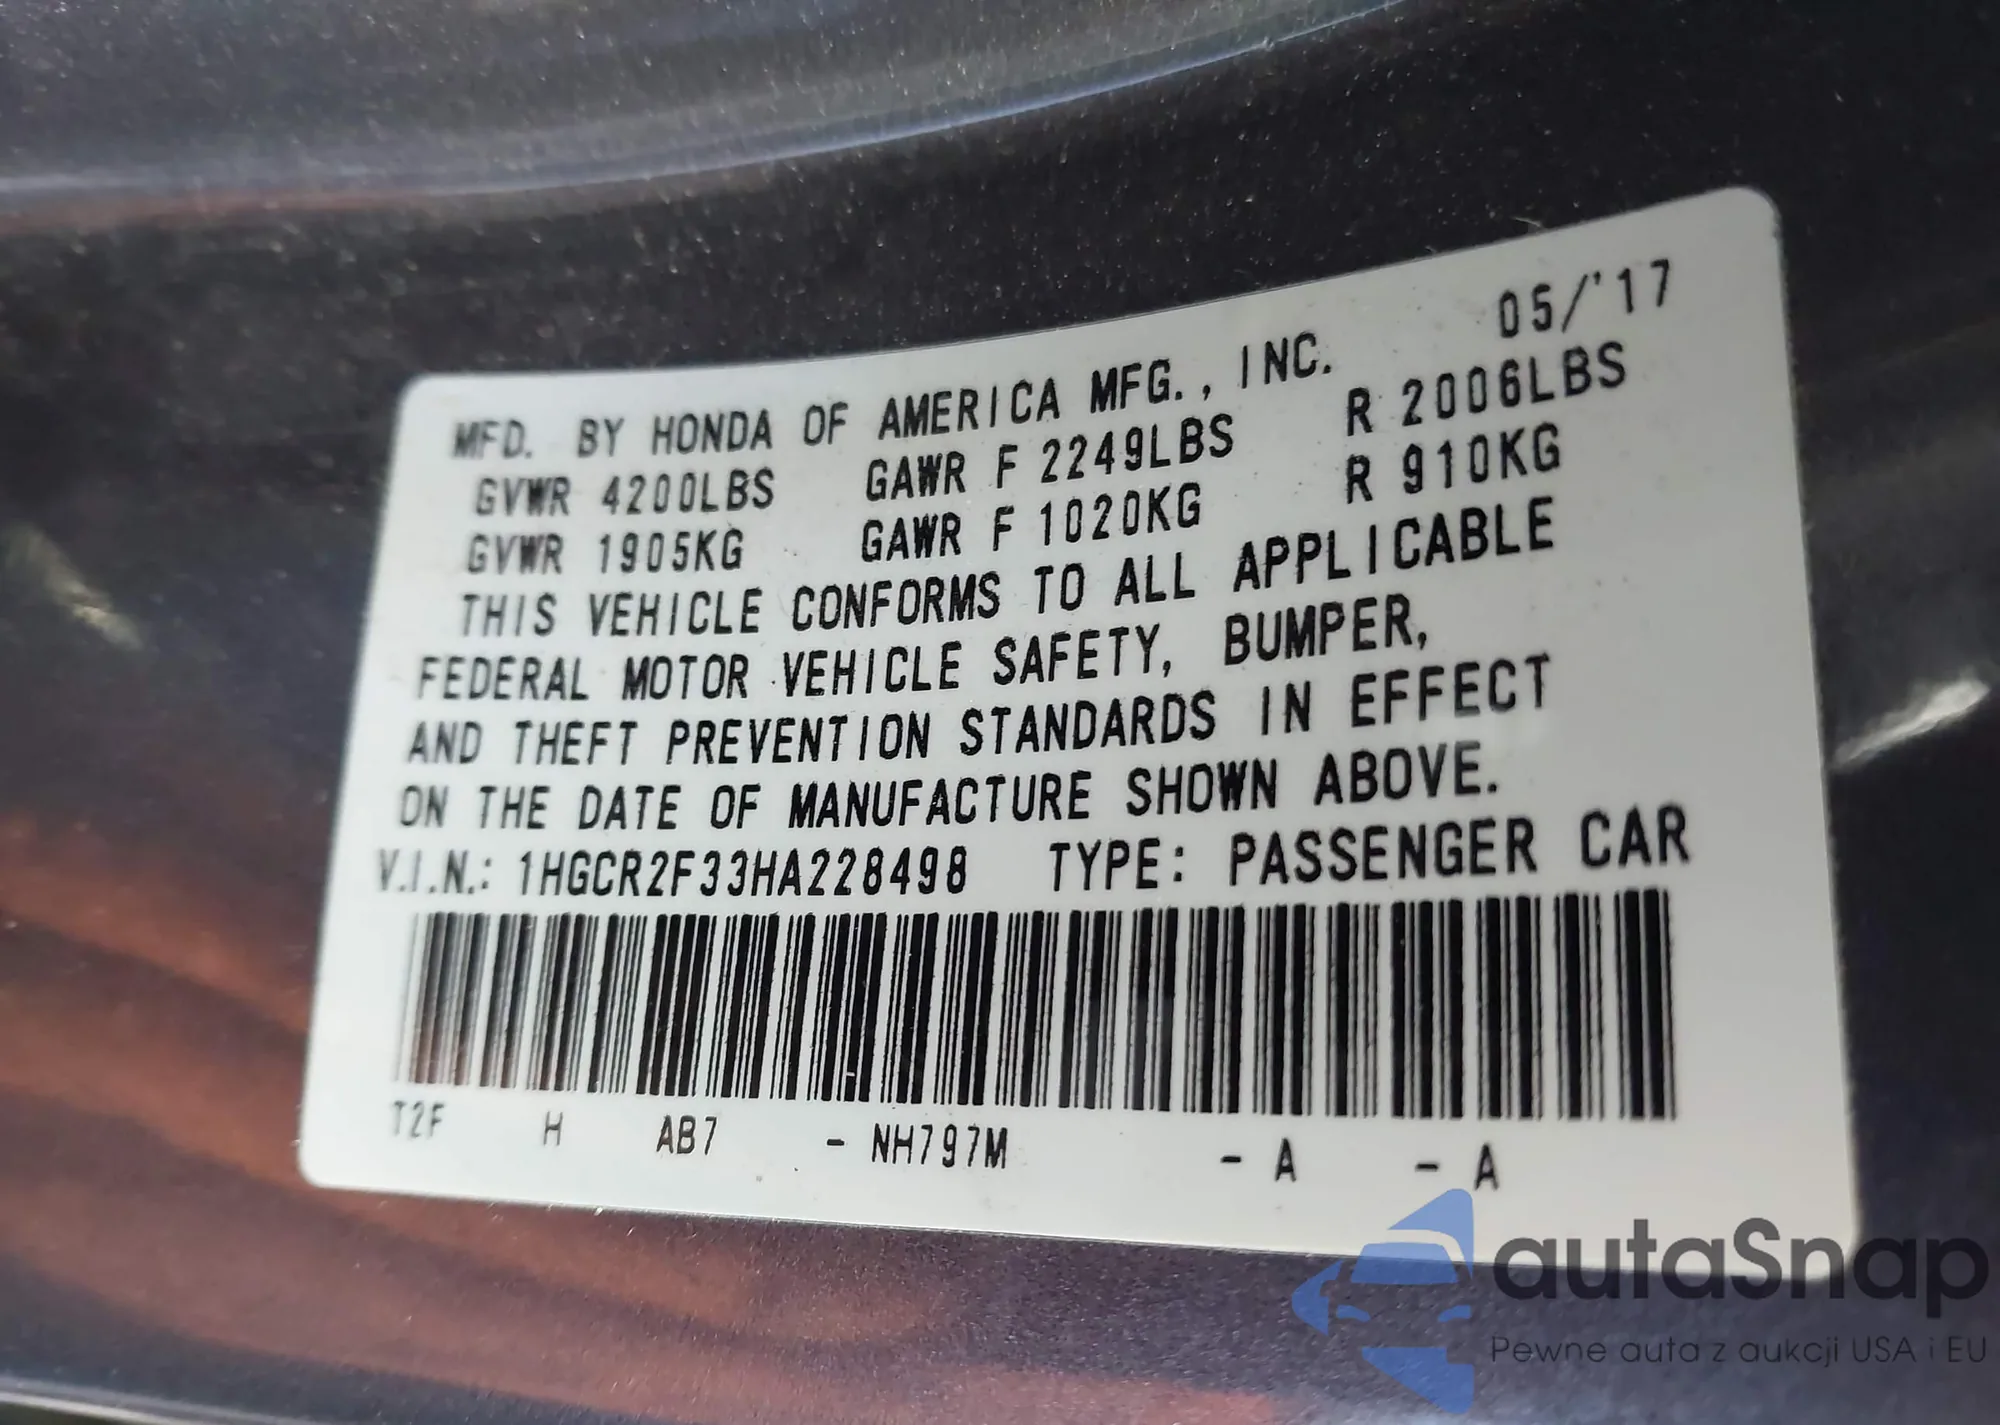 05/'17
MFD. BY HONDA OF AMERICA MFG., INC.
GVWR 4200LBS GAWR F 2249LBS R 2006LBS
GVWR 1905KG GAWR F 1020KG R 910KG
THIS VEHICLE CONFORMS TO ALL APPLICABLE
FEDERAL MOTOR VEHICLE SAFETY, BUMPER,
AND THEFT PREVENTION STANDARDS IN EFFECT
ON THE DATE OF MANUFACTURE SHOWN ABOVE.
V.I.N.: 1HGCR2F33HA228498 TYPE: PASSENGER CAR
T2F H AB7 - NH797M - A - A
autaSnap
Pewne auta z aukcji USA i EU